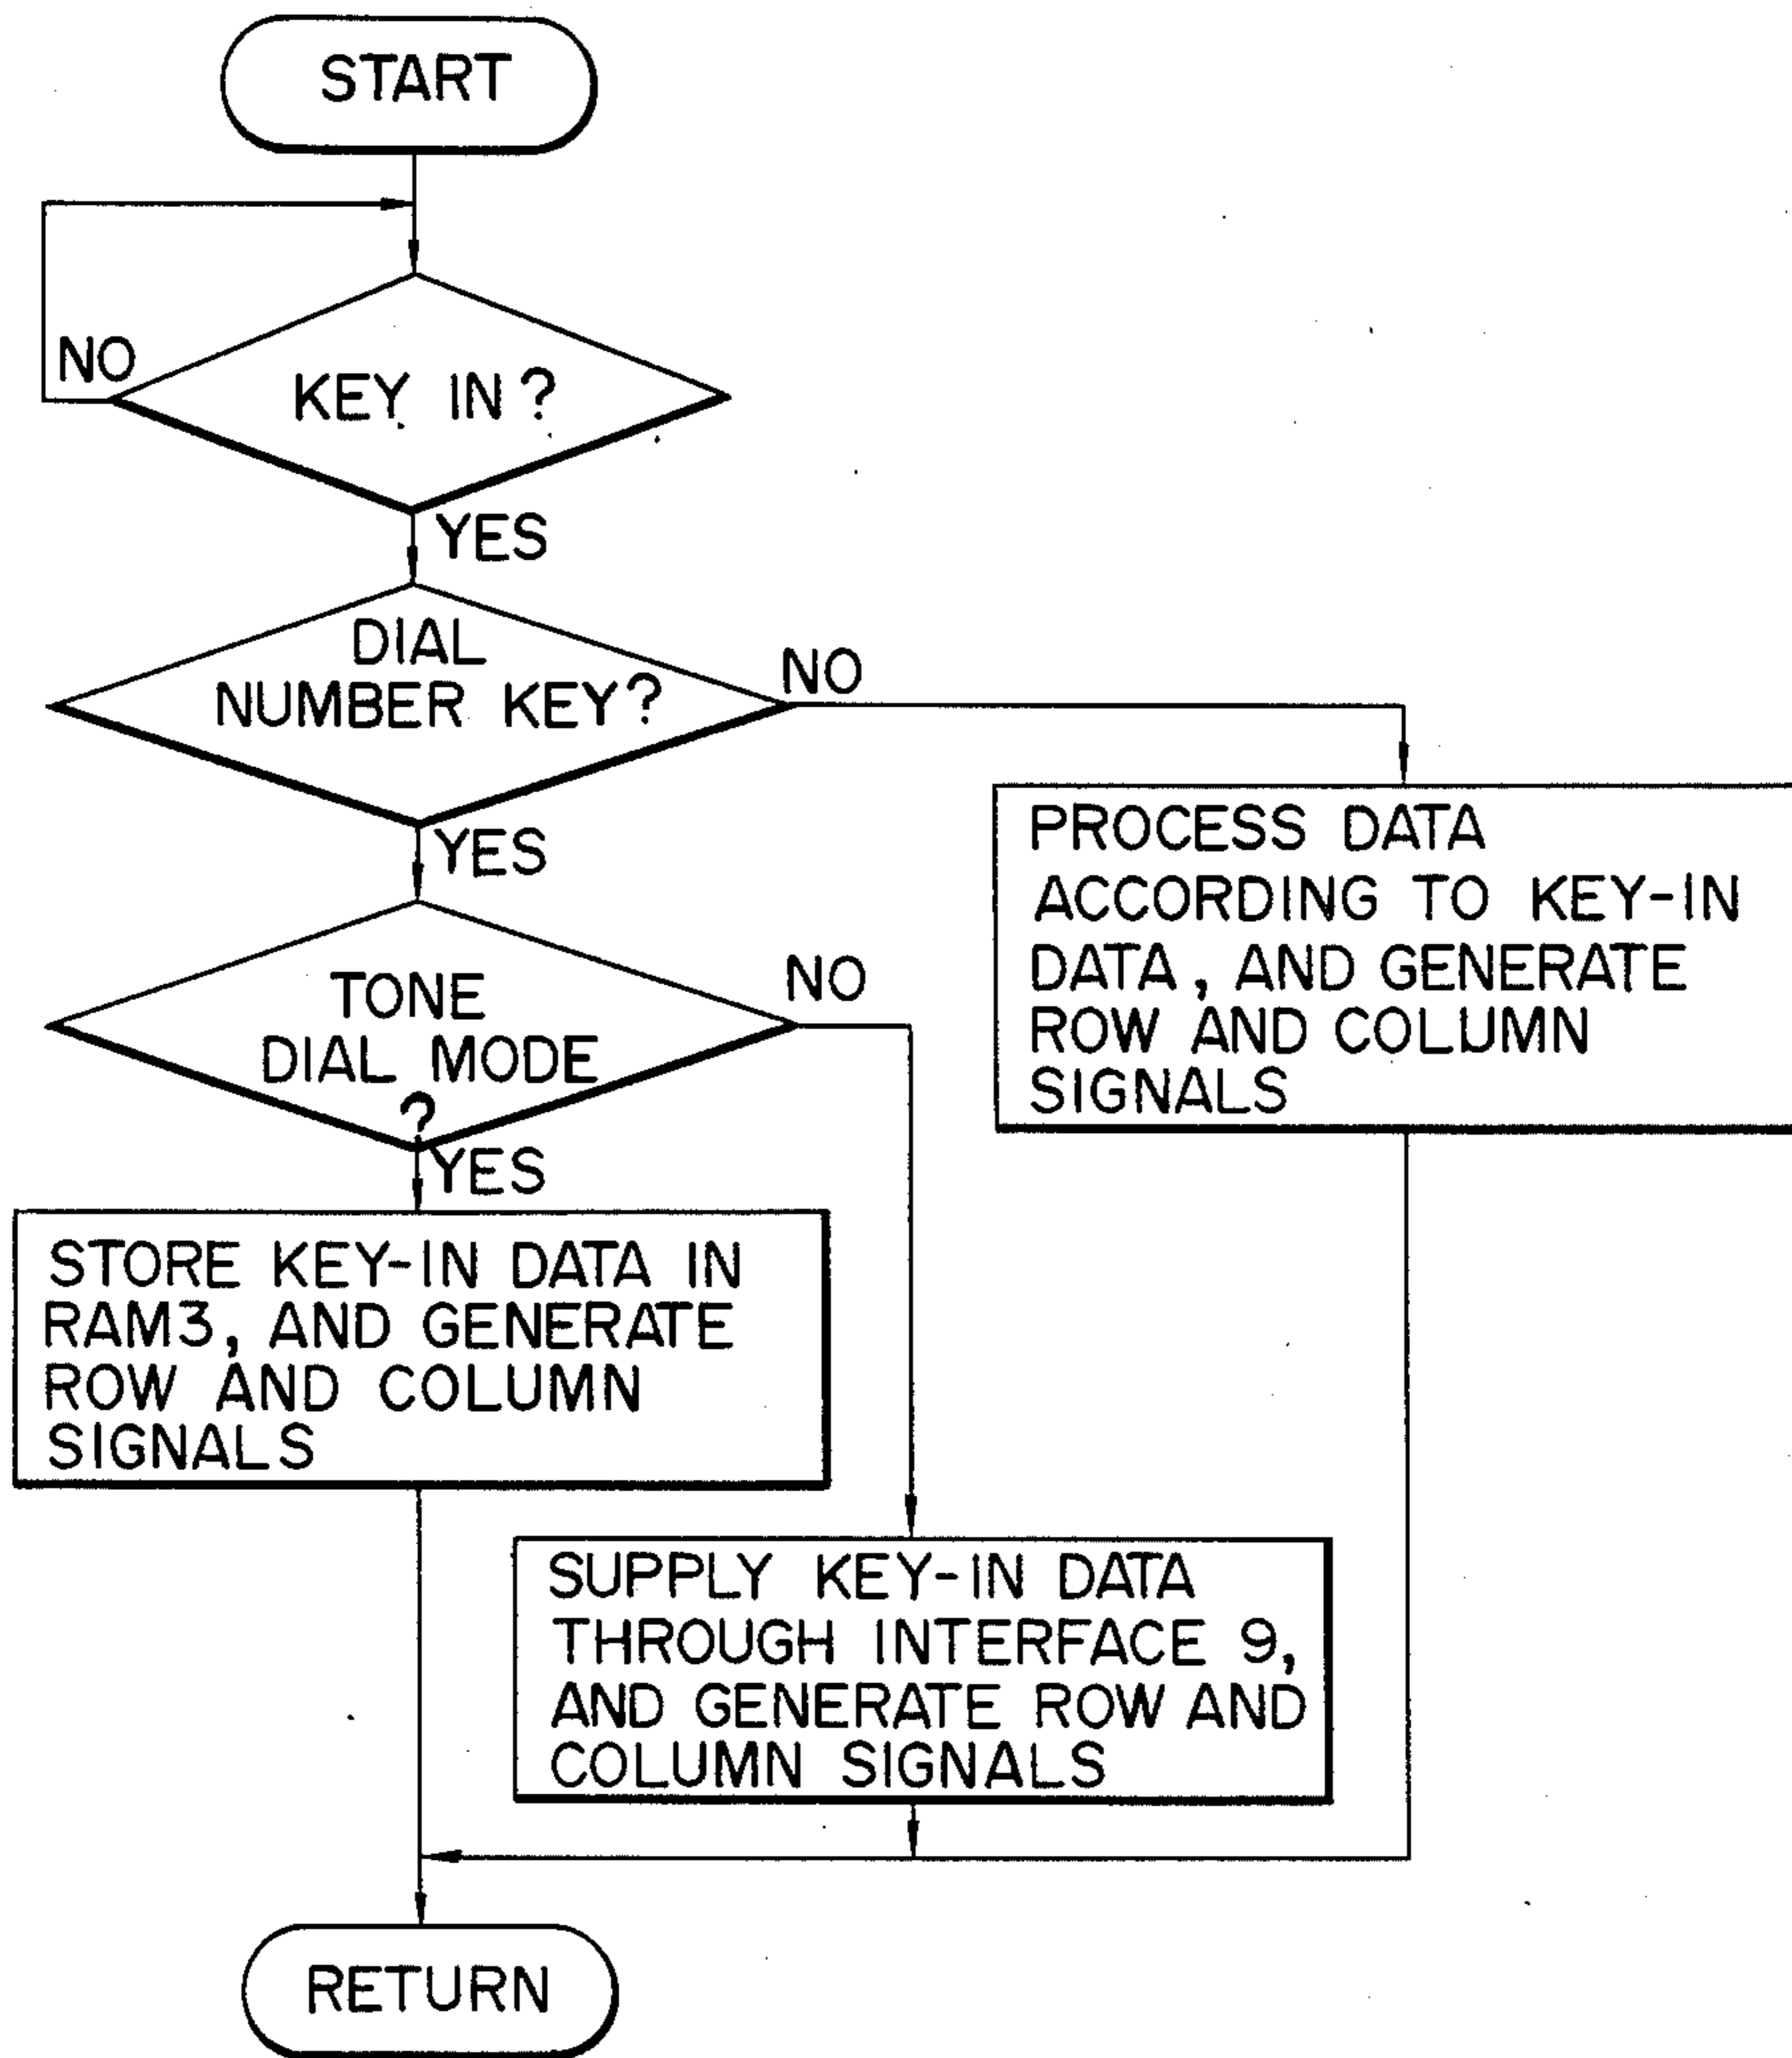 START
NO
KEY IN?
YES
DIAL
NUMBER KEY?
NO
YES
PROCESS DATA
ACCORDING TO KEY-IN
DATA, AND GENERATE
ROW AND COLUMN
SIGNALS
TONE
DIAL MODE
?
NO
YES
STORE KEY-IN DATA IN
RAM3, AND GENERATE
ROW AND COLUMN
SIGNALS
SUPPLY KEY-IN DATA
THROUGH INTERFACE 9,
AND GENERATE ROW AND
COLUMN SIGNALS
RETURN